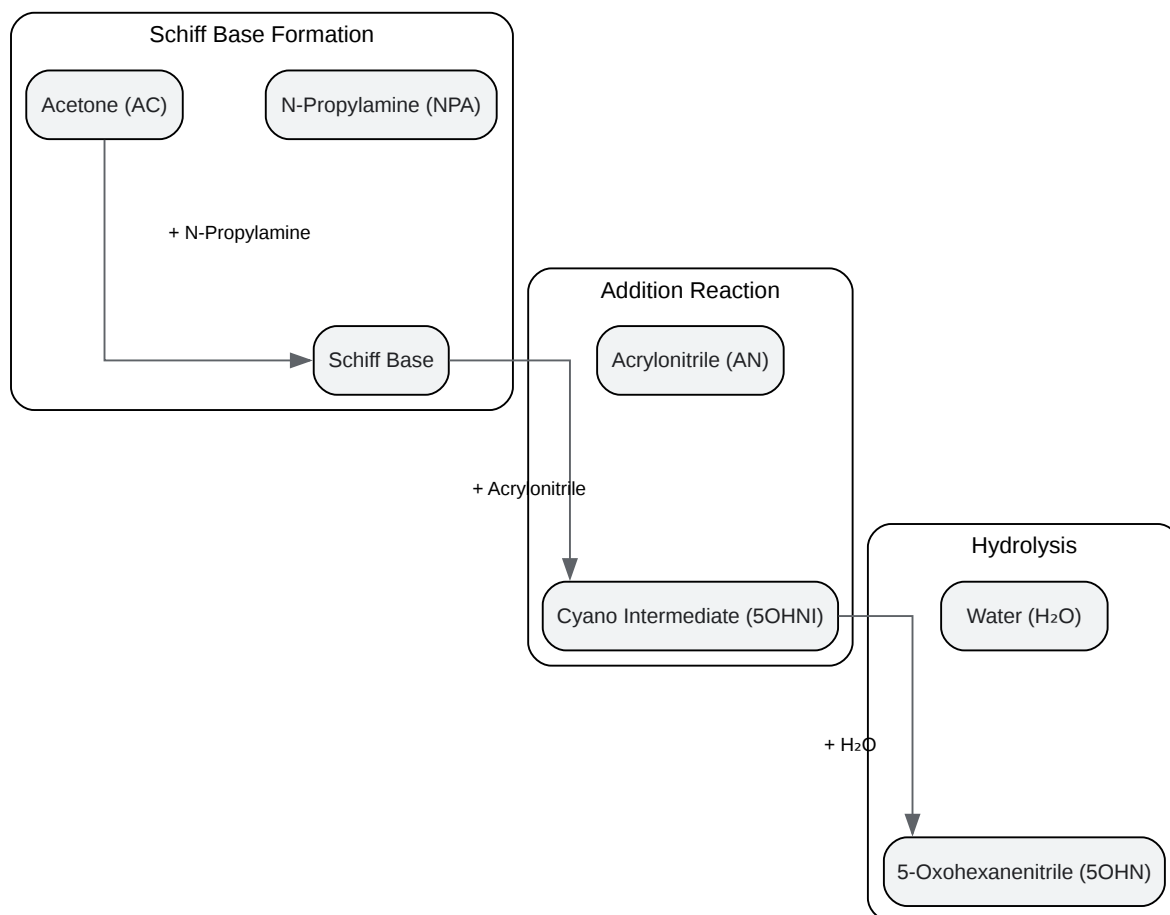 Schiff Base Formation
Acetone (AC)
N-Propylamine (NPA)
+ N-Propylamine
Schiff Base
Addition Reaction
Acrylonitrile (AN)
+ Acrylonitrile
Cyano Intermediate (5OHNI)
Hydrolysis
Water (H₂O)
+ H₂O
5-Oxohexanenitrile (5OHN)